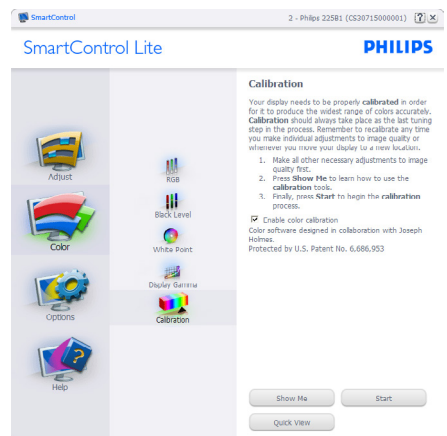 SmartControl
2 - Philips 225B1 (CS30715000001)
SmartControl Lite
PHILIPS
Adjust
Color
Options
Help
RGB
Black Level
White Point
Display Gamma
Calibration
Calibration
Your display needs to be properly calibrated in order
for it to produce the widest range of colors accurately.
Calibration should always take place as the last tuning
step in the process. Remember to recalibrate any time
you make individual adjustments to image quality or
whenever you move your display to a new location.
1. Make all other necessary adjustments to image
quality first.
2. Press Show Me to learn how to use the
calibration tools.
3. Finally, press Start to begin the calibration
process.
Enable color calibration
Color software designed in collaboration with Joseph
Holmes.
Protected by U.S. Patent No. 6,686,953
Show Me
Start
Quick View